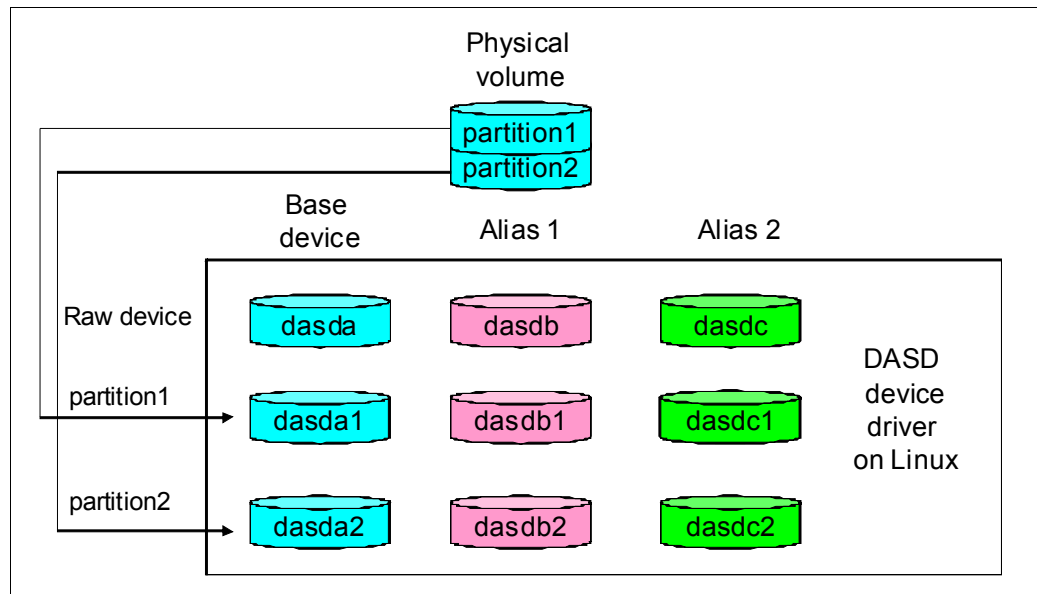 Physical
volume
partition1
partition2
Base
device
Alias 1
Alias 2
Raw device
dasda
dasdb
dasdc
DASD
device
driver
on Linux
partition1
dasda1
dasdb1
dasdc1
partition2
dasda2
dasdb2
dasdc2